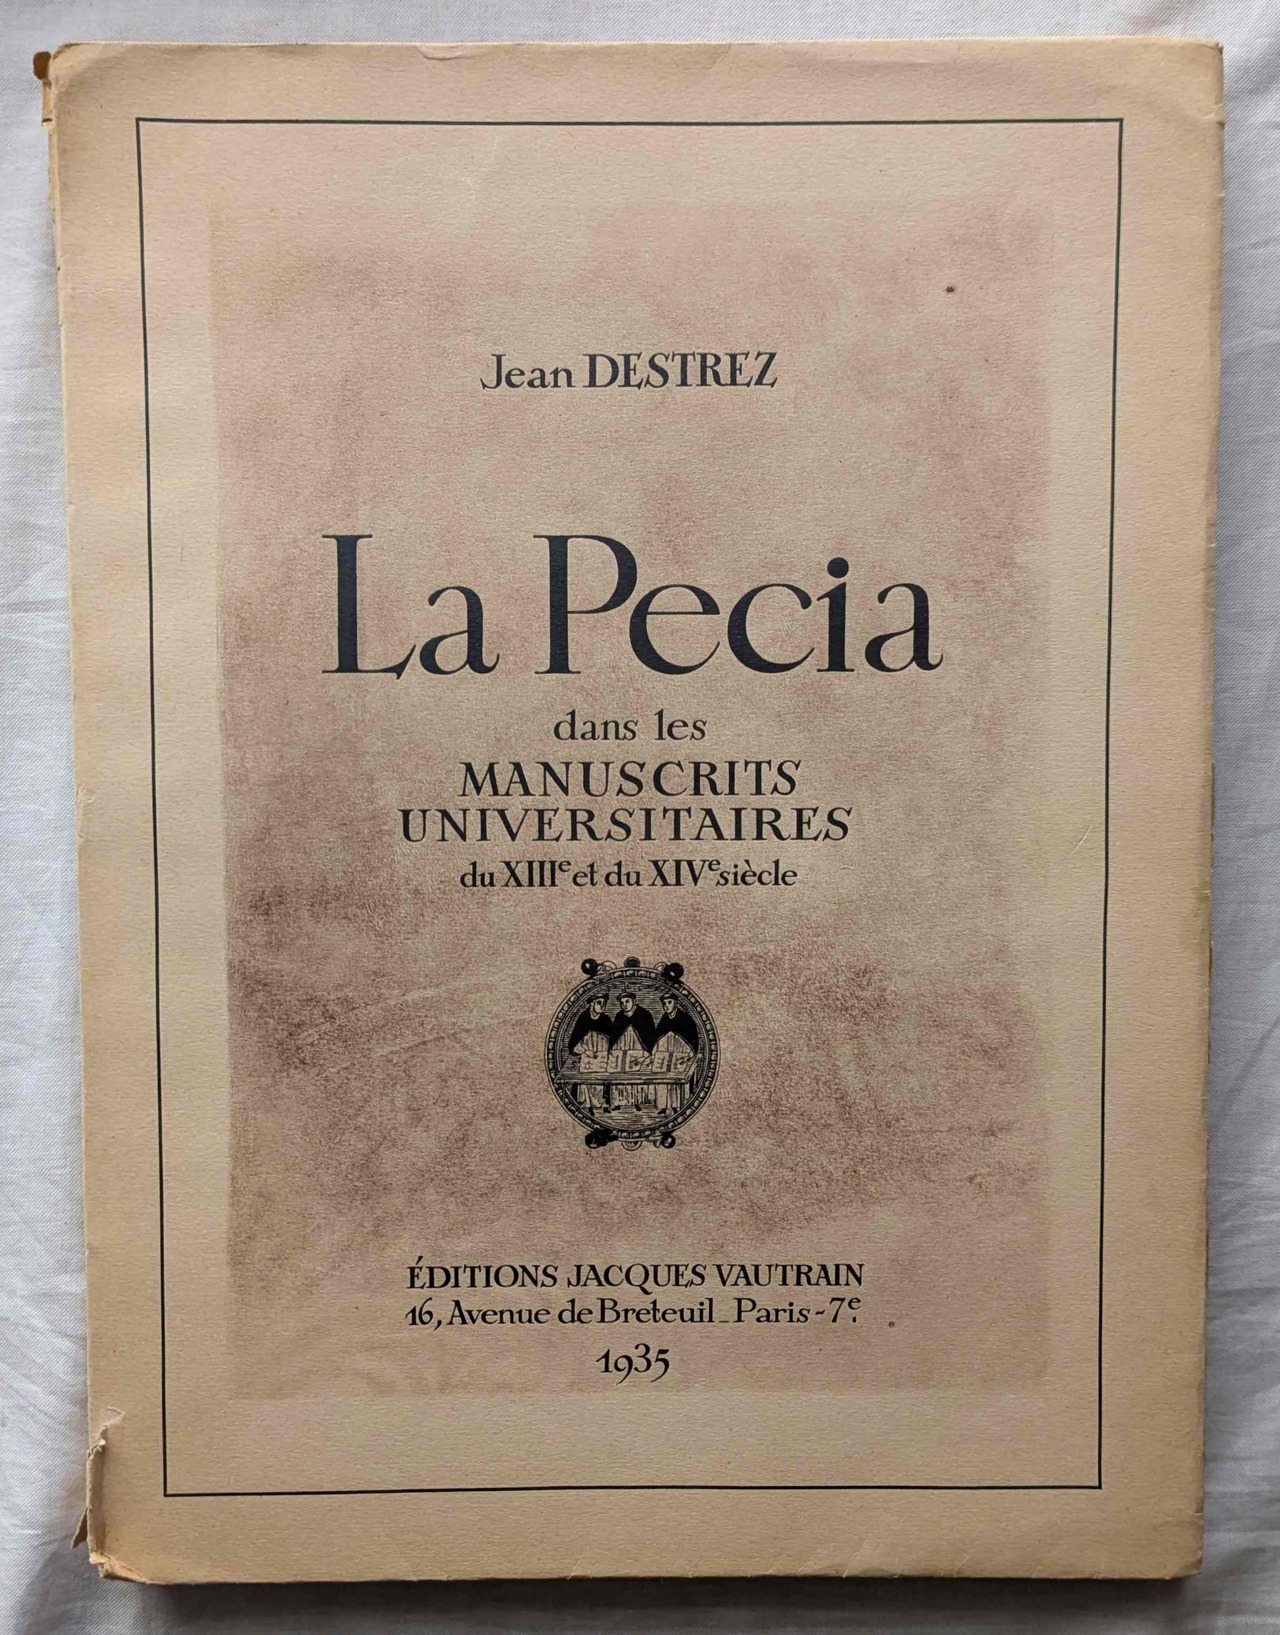 Jean DESTREZ
La Pecia
dans les
MANUSCRITS
UNIVERSITAIRES
du XIIIe et du XIVe siècle
ÉDITIONS JACQUES VAUTRAIN
16, Avenue de Breteuil_Paris-7e.
1935